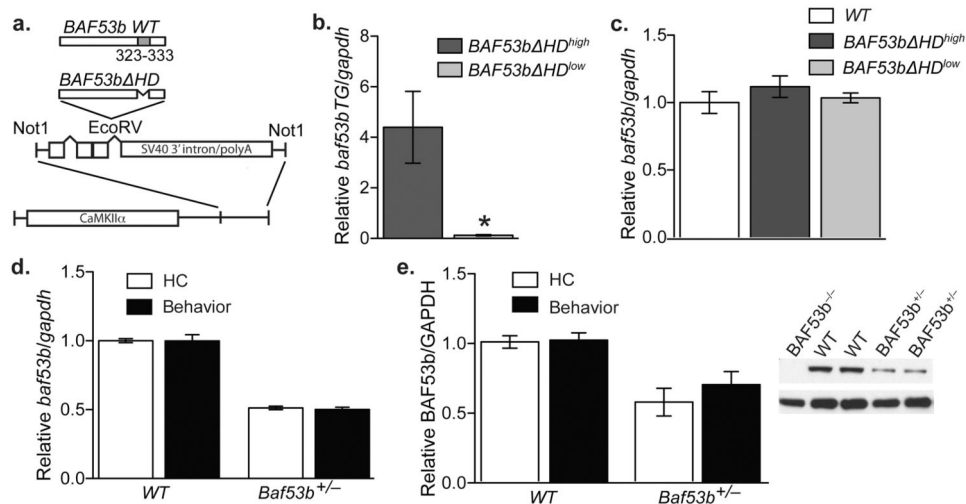 a.
BAF53b WT
323-333
BAF53bΔHD
Not1
EcoRV
Not1
SV40 3' intron/polyA
CaMKIIα
b.
Relative baf53bTG/gapdh
8
6
4
2
0
BAF53bΔHDhigh
BAF53bΔHDlow
*
c.
Relative baf53b/gapdh
1.5
1.0
0.5
0.0
WT
BAF53bΔHDhigh
BAF53bΔHDlow
d.
Relative baf53b/gapdh
1.5
1.0
0.5
0.0
HC
Behavior
WT
Baf53b+/–
e.
Relative BAF53b/GAPDH
1.5
1.0
0.5
0.0
HC
Behavior
WT
Baf53b+/–
BAF53b–/–
WT
WT
BAF53b+/–
BAF53b+/–